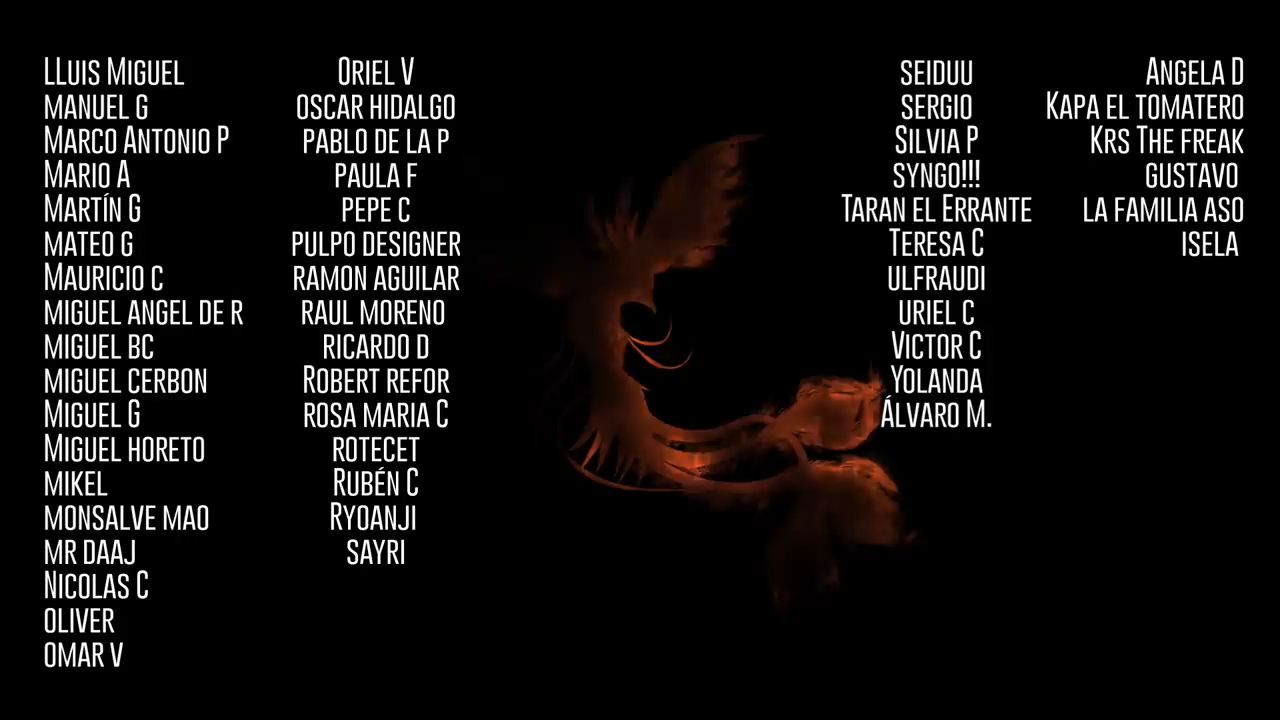 LLuis Miguel
MANUEL G
Marco Antonio P
Mario A
Martín G
MATEO G
Mauricio c
MIGUEL ANGEL DE R
MIGUEL BC
MIGUEL CERBON
Miguel G
Miguel HORETO
MIKEL
MONSALVE MAO
MR DAAJ
Nicolas C
OLIVER
OMAR V
Oriel V
OSCAR HIDALGO
PABLO DE LA P
PAULA F
PEPE C
PULPO DESIGNER
RAMON AGUILAR
RAUL MORENO
RICARDO D
Robert REFOR
ROSA MARIA C
ROTECET
Rubén C
Ryoanji
SAYRI
SEIDUU
SERGIO
Silvia P
SYNGO!!!
Taran el Errante
Teresa C
ULFRAUDI
URIEL C
Victor C
Yolanda
Álvaro M.
Angela D
Kapa el tomatero
Krs The freak
GUSTAVO
LA FAMILIA ASO
ISELA